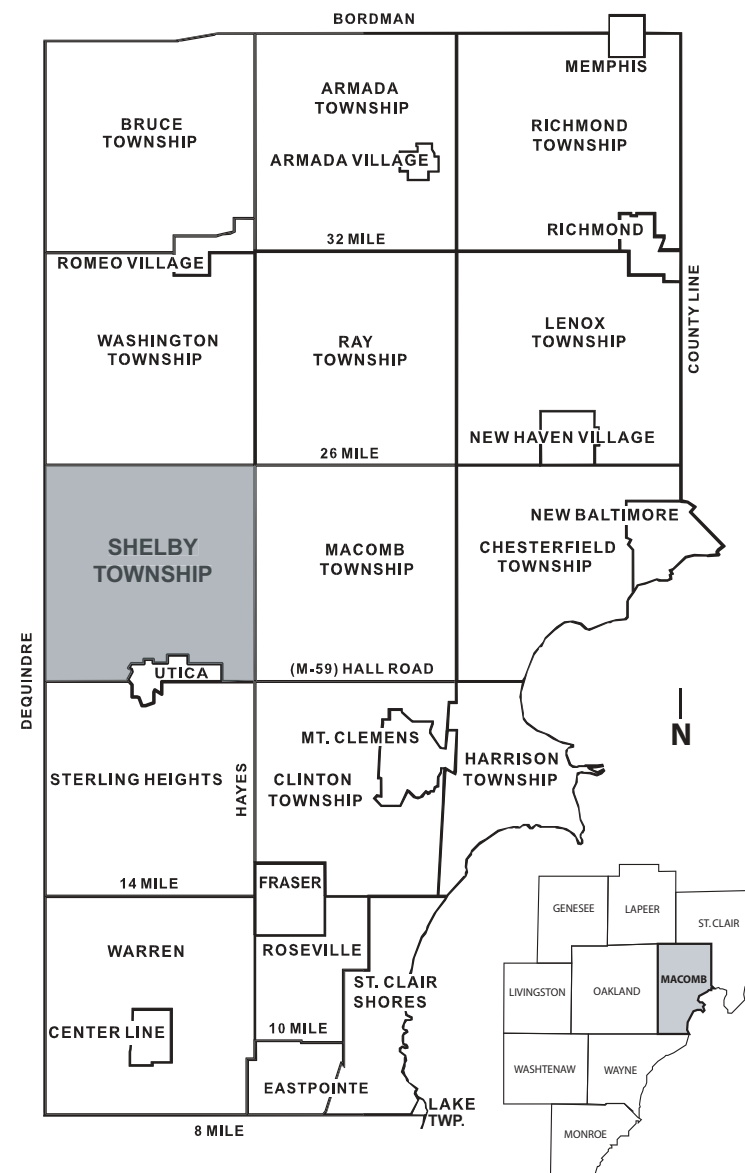 BORDMAN
MEMPHIS
ARMADA
TOWNSHIP
BRUCE
TOWNSHIP
RICHMOND
TOWNSHIP
ARMADA VILLAGE
RICHMOND
32 MILE
ROMEO VILLAGE
COUNTY LINE
WASHINGTON
TOWNSHIP
RAY
TOWNSHIP
LENOX
TOWNSHIP
NEW HAVEN VILLAGE
26 MILE
NEW BALTIMORE
SHELBY
TOWNSHIP
MACOMB
TOWNSHIP
CHESTERFIELD
TOWNSHIP
DEQUINDRE
UTICA
(M-59) HALL ROAD
N
MT. CLEMENS
HARRISON
TOWNSHIP
STERLING HEIGHTS
HAYES
CLINTON
TOWNSHIP
14 MILE
FRASER
WARREN
ROSEVILLE
ST. CLAIR
SHORES
CENTER LINE
10 MILE
EASTPOINTE
LAKE
TWP.
8 MILE
GENESEE
LAPEER
ST. CLAIR
LIVINGSTON
OAKLAND
MACOMB
WASHTENAW
WAYNE
MONROE